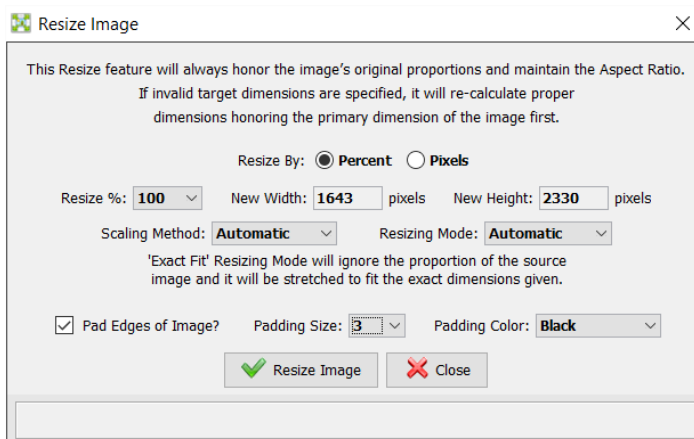 Resize Image
This Resize feature will always honor the image's original proportions and maintain the Aspect Ratio.
If invalid target dimensions are specified, it will re-calculate proper
dimensions honoring the primary dimension of the image first.
Resize By: Percent Pixels
Resize %: 100 New Width: 1643 pixels New Height: 2330 pixels
Scaling Method: Automatic Resizing Mode: Automatic
'Exact Fit' Resizing Mode will ignore the proportion of the source
image and it will be stretched to fit the exact dimensions given.
Pad Edges of Image? Padding Size: 3 Padding Color: Black
Resize Image Close